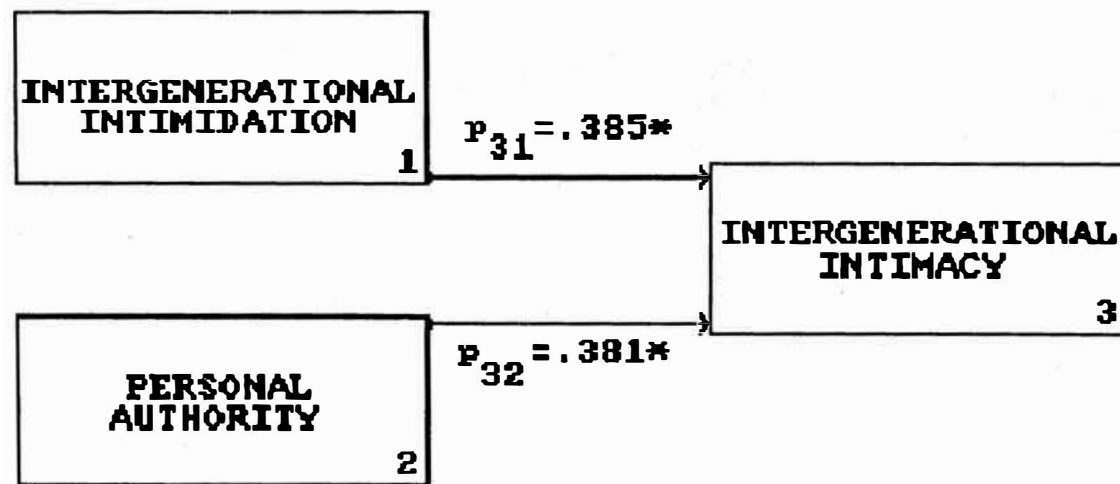 INTERGENERATIONAL
INTIMIDATION
1
p31=.385*
INTERGENERATIONAL
INTIMACY
3
p32=.381*
PERSONAL
AUTHORITY
2